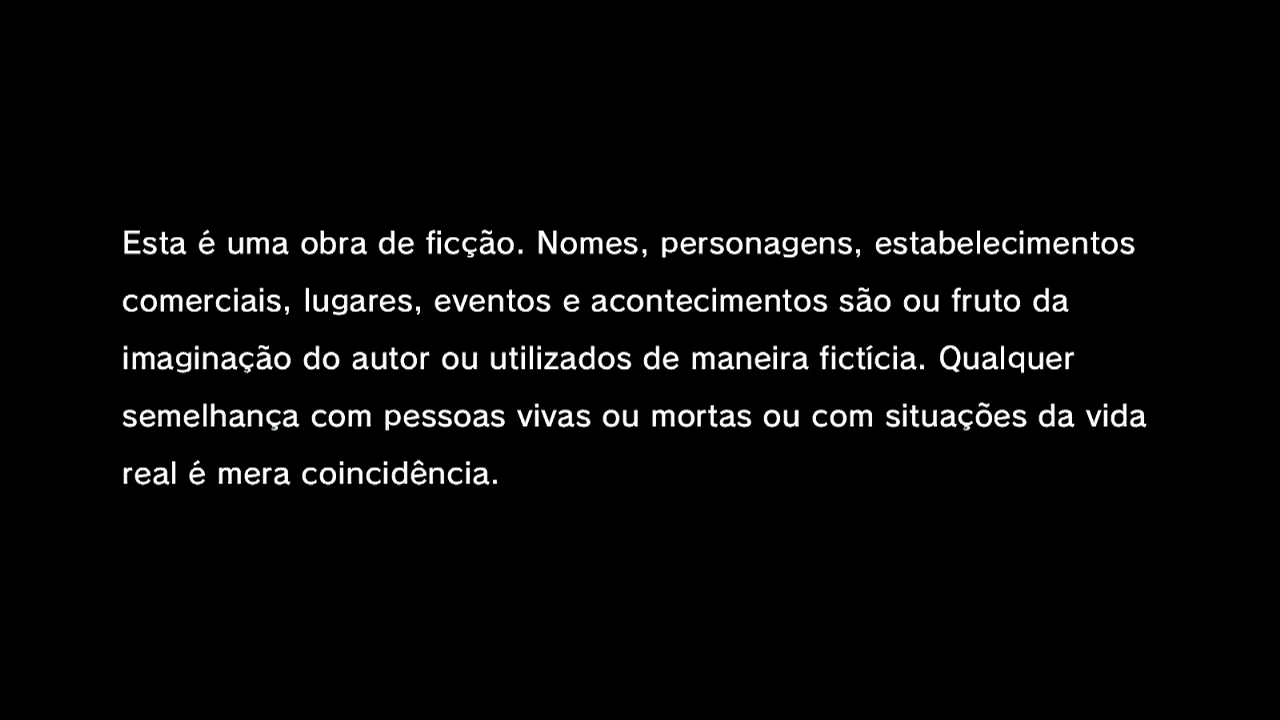 Esta é uma obra de ficção. Nomes, personagens, estabelecimentos
comerciais, lugares, eventos e acontecimentos são ou fruto da
imaginação do autor ou utilizados de maneira fictícia. Qualquer
semelhança com pessoas vivas ou mortas ou com situações da vida
real é mera coincidência.